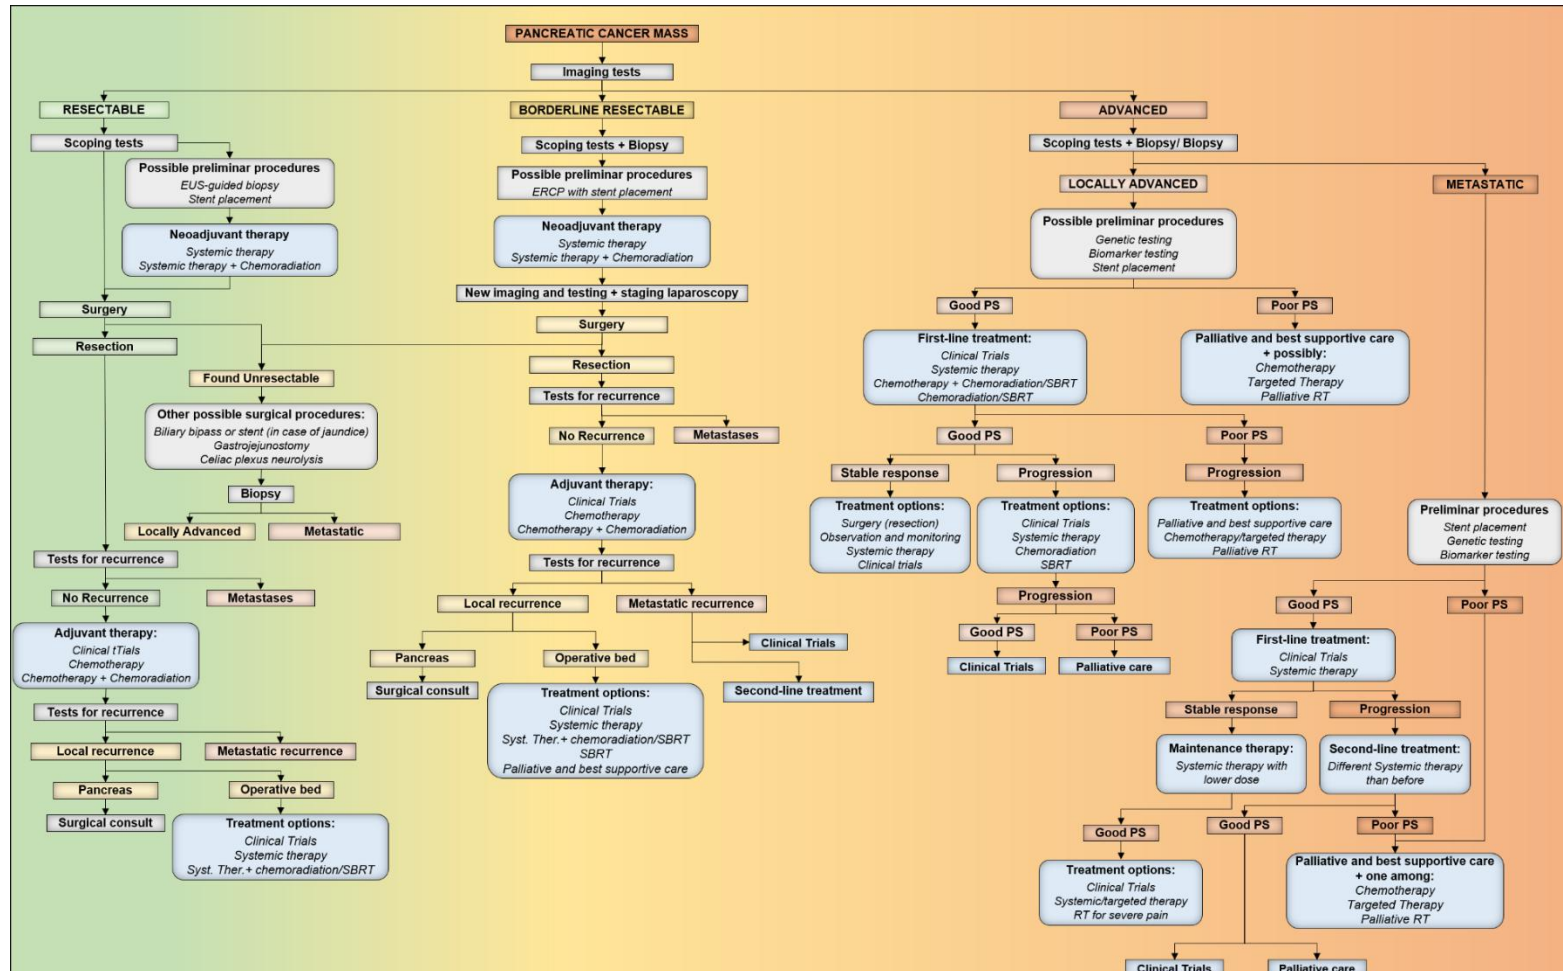 PANCREATIC CANCER MASS
Imaging tests
RESECTABLE
Scoping tests
Possible preliminar procedures
EUS-guided biopsy
Stent placement
Neoadjuvant therapy
Systemic therapy
Systemic therapy + Chemoradiation
Surgery
Resection
Found Unresectable
Other possible surgical procedures:
Biliary bipass or stent (in case of jaundice)
Gastrojejunostomy
Celiac plexus neurolysis
Biopsy
Locally Advanced
Metastatic
Tests for recurrence
No Recurrence
Metastases
Adjuvant therapy:
Clinical tTials
Chemotherapy
Chemotherapy + Chemoradiation
Tests for recurrence
Local recurrence
Metastatic recurrence
Pancreas
Operative bed
Surgical consult
Treatment options:
Clinical Trials
Systemic therapy
Syst. Ther.+ chemoradiation/SBRT
BORDERLINE RESECTABLE
Scoping tests + Biopsy
Possible preliminar procedures
ERCP with stent placement
Neoadjuvant therapy
Systemic therapy
Systemic therapy + Chemoradiation
New imaging and testing + staging laparoscopy
Surgery
Resection
Tests for recurrence
No Recurrence
Metastases
Adjuvant therapy:
Clinical Trials
Chemotherapy
Chemotherapy + Chemoradiation
Tests for recurrence
Local recurrence
Metastatic recurrence
Clinical Trials
Second-line treatment
Pancreas
Operative bed
Surgical consult
Treatment options:
Clinical Trials
Systemic therapy
Syst. Ther.+ chemoradiation/SBRT
SBRT
Palliative and best supportive care
ADVANCED
Scoping tests + Biopsy/ Biopsy
LOCALLY ADVANCED
Possible preliminar procedures
Genetic testing
Biomarker testing
Stent placement
Good PS
Poor PS
First-line treatment:
Clinical Trials
Systemic therapy
Chemotherapy + Chemoradiation/SBRT
Chemoradiation/SBRT
Palliative and best supportive care
+ possibly:
Chemotherapy
Targeted Therapy
Palliative RT
Good PS
Poor PS
Stable response
Progression
Progression
Treatment options:
Surgery (resection)
Observation and monitoring
Systemic therapy
Clinical trials
Treatment options:
Clinical Trials
Systemic therapy
Chemoradiation
SBRT
Treatment options:
Palliative and best supportive care
Chemotherapy/targeted therapy
Palliative RT
Progression
Good PS
Poor PS
Clinical Trials
Palliative care
METASTATIC
Preliminar procedures
Stent placement
Genetic testing
Biomarker testing
Good PS
Poor PS
First-line treatment:
Clinical Trials
Systemic therapy
Stable response
Progression
Maintenance therapy:
Systemic therapy with
lower dose
Second-line treatment:
Different Systemic therapy
than before
Good PS
Good PS
Poor PS
Treatment options:
Clinical Trials
Systemic/targeted therapy
RT for severe pain
Palliative and best supportive care
+ one among:
Chemotherapy
Targeted Therapy
Palliative RT
Clinical Trials
Palliative care